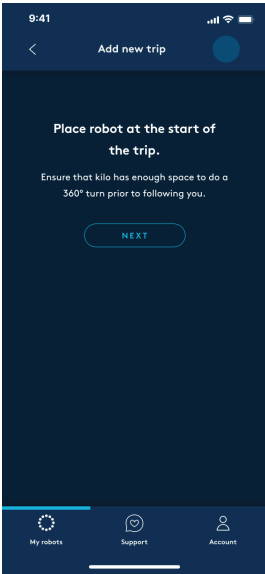 9:41
Add new trip
Place robot at the start of
the trip.
Ensure that kilo has enough space to do a
360° turn prior to following you.
NEXT
My robots
Support
Account